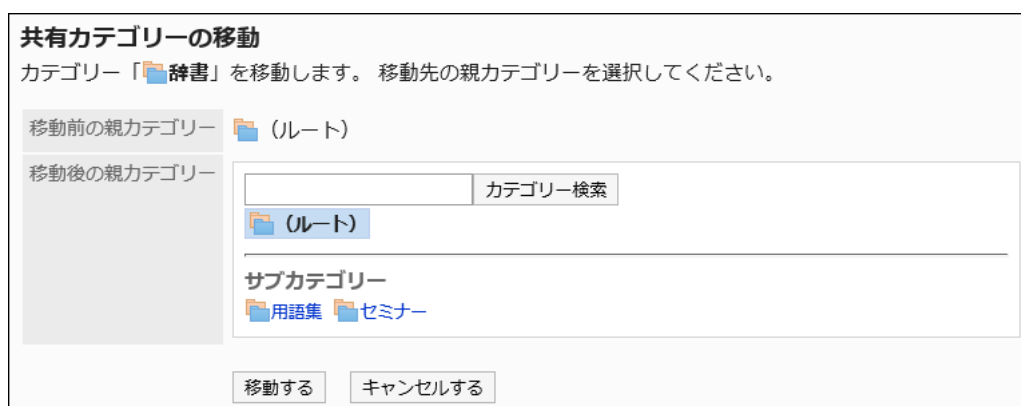 共有カテゴリーの移動
カテゴリー「辞書」を移動します。 移動先の親カテゴリーを選択してください。
移動前の親カテゴリー (ルート)
移動後の親カテゴリー
カテゴリー検索
(ルート)
サブカテゴリー
用語集 セミナー
移動する キャンセルする